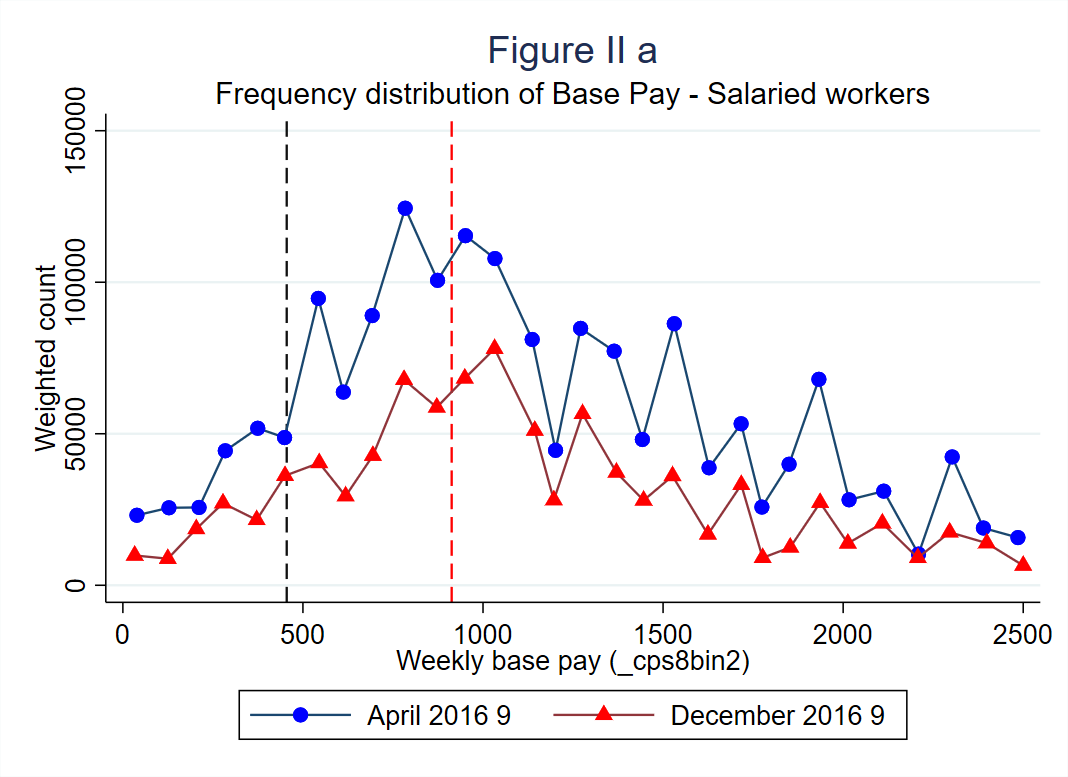 Figure II a
Frequency distribution of Base Pay - Salaried workers
Weighted count
150000
100000
50000
0
0 500 1000 1500 2000 2500
Weekly base pay (_cps8bin2)
April 2016 9 December 2016 9